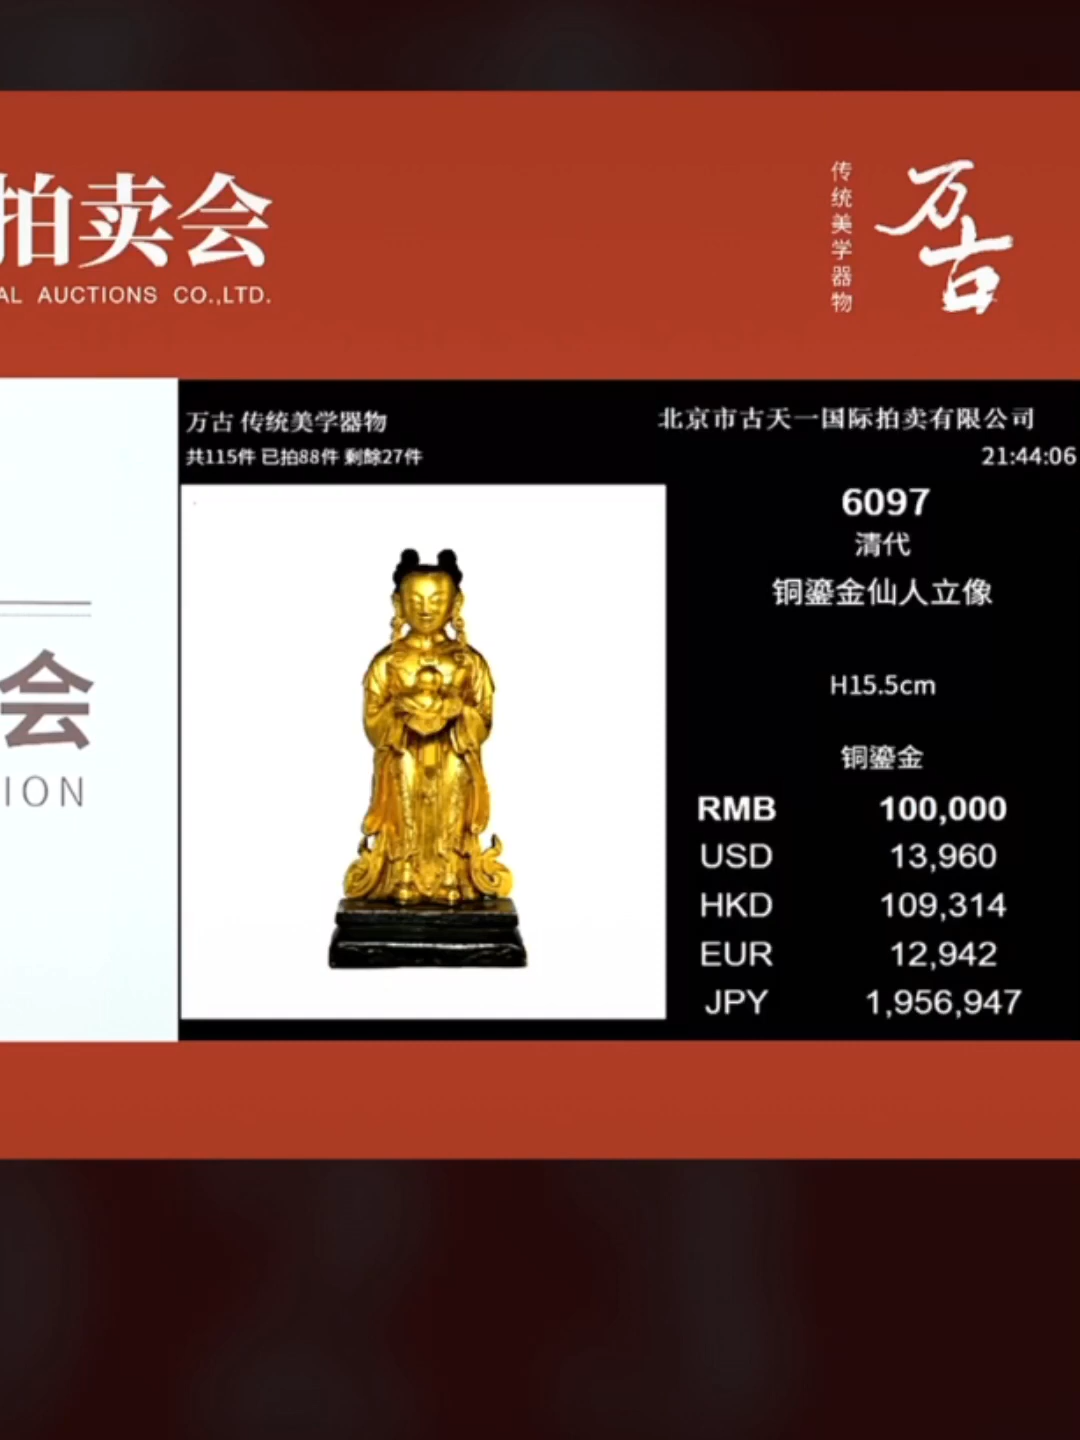 拍卖会
AL AUCTIONS CO.,LTD.
传统美学器物
万古
会
ION
万古 传统美学器物
共115件 已拍88件 剩餘27件
北京市古天一国际拍卖有限公司
21:44:06
6097
清代
铜鎏金仙人立像
H15.5cm
铜鎏金
RMB 100,000
USD 13,960
HKD 109,314
EUR 12,942
JPY 1,956,947